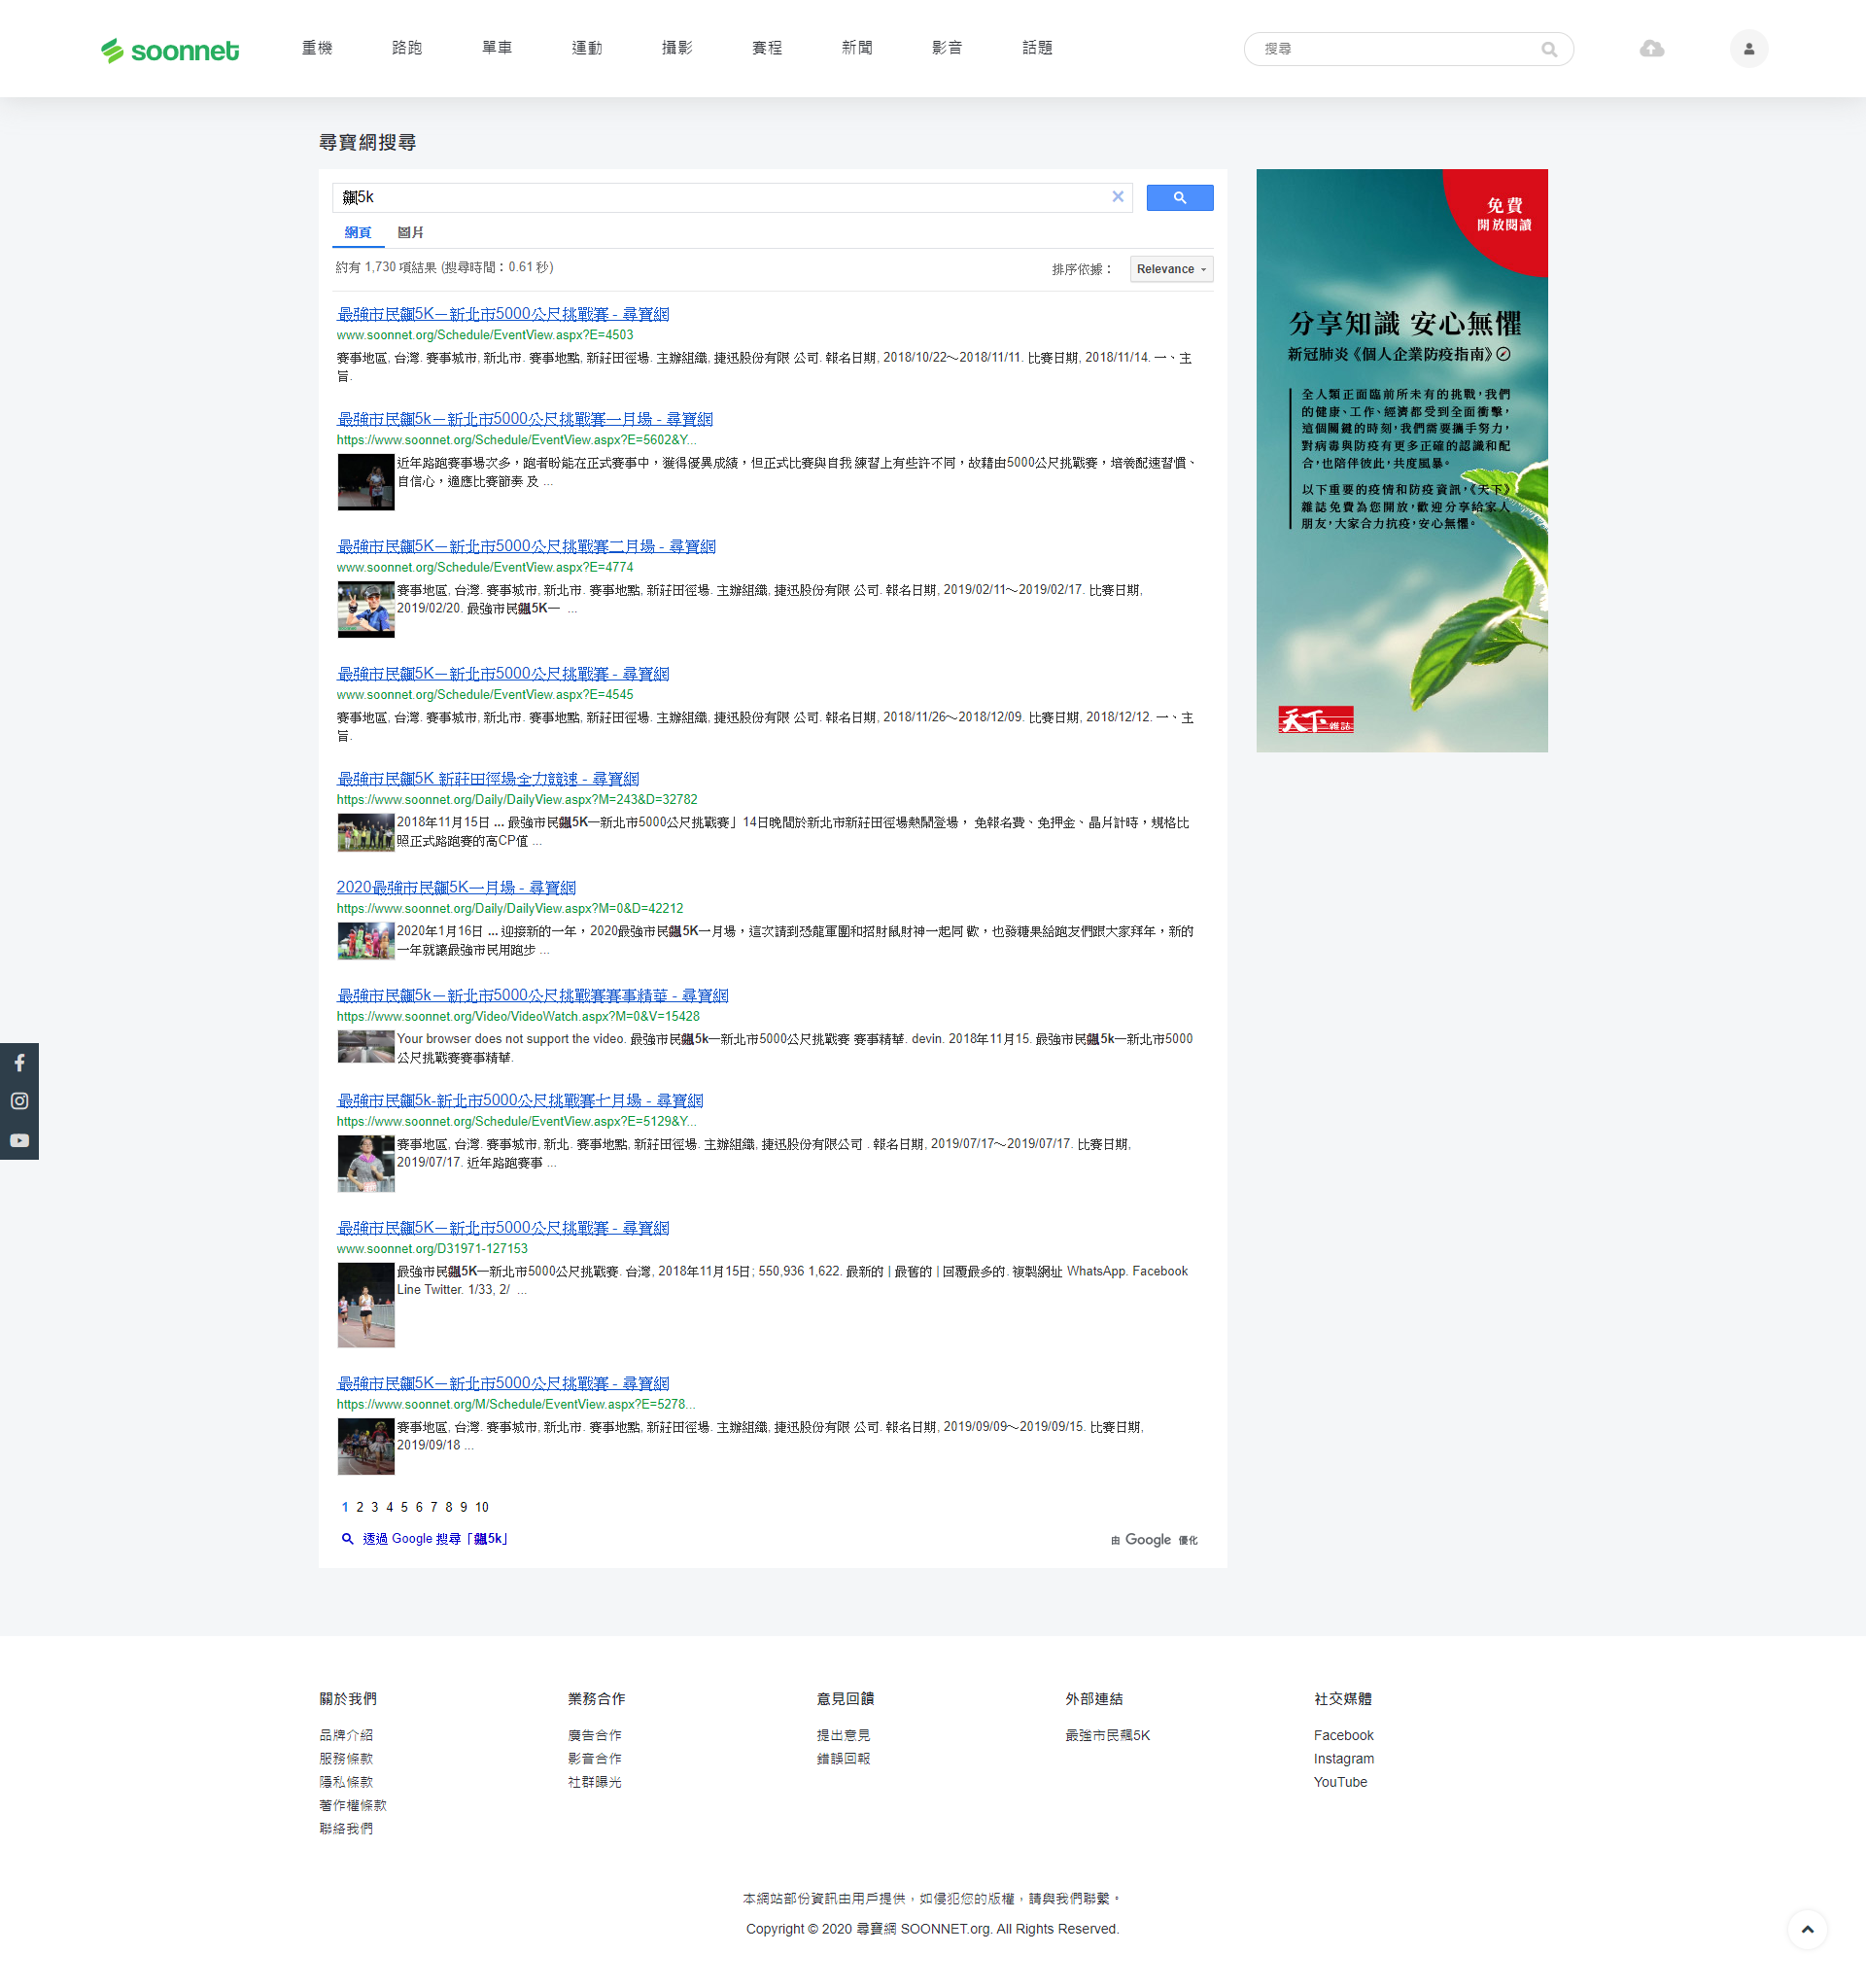 soonnet
重機
路跑
單車
運動
攝影
賽程
新聞
影音
話題
搜尋
尋寶網搜尋
飆5k
網頁
圖片
約有 1,730 項結果 (搜尋時間：0.61 秒)
排序依據：
Relevance
最強市民飆5K－新北市5000公尺挑戰賽 - 尋寶網
www.soonnet.org/Schedule/EventView.aspx?E=4503
賽事地區, 台灣. 賽事城市, 新北市. 賽事地點, 新莊田徑場. 主辦組織, 捷迅股份有限 公司. 報名日期, 2018/10/22～2018/11/11. 比賽日期, 2018/11/14. 一、主
旨.
最強市民飆5k－新北市5000公尺挑戰賽一月場 - 尋寶網
https://www.soonnet.org/Schedule/EventView.aspx?E=5602&Y...
近年路跑賽事場次多，跑者盼能在正式賽事中，獲得優異成績，但正式比賽與自我 練習上有些許不同，故藉由5000公尺挑戰賽，培養配速習慣、
自信心，適應比賽節奏 及 ...
最強市民飆5K－新北市5000公尺挑戰賽二月場 - 尋寶網
www.soonnet.org/Schedule/EventView.aspx?E=4774
賽事地區, 台灣. 賽事城市, 新北市. 賽事地點, 新莊田徑場. 主辦組織, 捷迅股份有限 公司. 報名日期, 2019/02/11～2019/02/17. 比賽日期,
2019/02/20. 最強市民飆5K一 ...
最強市民飆5K－新北市5000公尺挑戰賽 - 尋寶網
www.soonnet.org/Schedule/EventView.aspx?E=4545
賽事地區, 台灣. 賽事城市, 新北市. 賽事地點, 新莊田徑場. 主辦組織, 捷迅股份有限 公司. 報名日期, 2018/11/26～2018/12/09. 比賽日期, 2018/12/12. 一、主
旨.
最強市民飆5K 新莊田徑場全力競速 - 尋寶網
https://www.soonnet.org/Daily/DailyView.aspx?M=243&D=32782
2018年11月15日 ... 最強市民飆5K—新北市5000公尺挑戰賽」14日晚間於新北市新莊田徑場熱鬧登場， 免報名費、免押金、晶片計時，規格比
照正式路跑賽的高CP值 ...
2020最強市民飆5K一月場 - 尋寶網
https://www.soonnet.org/Daily/DailyView.aspx?M=0&D=42212
2020年1月16日 ... 迎接新的一年，2020最強市民飆5K一月場，這次請到恐龍軍團和招財鼠財神一起同 歡，也發糖果給跑友們跟大家拜年，新的
一年就讓最強市民用跑步 ...
最強市民飆5k－新北市5000公尺挑戰賽賽事精華 - 尋寶網
https://www.soonnet.org/Video/VideoWatch.aspx?M=0&V=15428
Your browser does not support the video. 最強市民飆5k—新北市5000公尺挑戰賽 賽事精華. devin. 2018年11月15. 最強市民飆5k—新北市5000
公尺挑戰賽賽事精華.
最強市民飆5k-新北市5000公尺挑戰賽七月場 - 尋寶網
https://www.soonnet.org/Schedule/EventView.aspx?E=5129&Y...
賽事地區, 台灣. 賽事城市, 新北. 賽事地點, 新莊田徑場. 主辦組織, 捷迅股份有限公司 . 報名日期, 2019/07/17～2019/07/17. 比賽日期,
2019/07/17. 近年路跑賽事 ...
最強市民飆5K－新北市5000公尺挑戰賽 - 尋寶網
www.soonnet.org/D31971-127153
最強市民飆5K—新北市5000公尺挑戰賽. 台灣, 2018年11月15日; 550,936 1,622. 最新的 | 最舊的 | 回覆最多的. 複製網址 WhatsApp. Facebook
Line Twitter. 1/33, 2/ ...
最強市民飆5K－新北市5000公尺挑戰賽 - 尋寶網
https://www.soonnet.org/M/Schedule/EventView.aspx?E=5278...
賽事地區, 台灣. 賽事城市, 新北市. 賽事地點, 新莊田徑場. 主辦組織, 捷迅股份有限 公司. 報名日期, 2019/09/09～2019/09/15. 比賽日期,
2019/09/18 ...
1 2 3 4 5 6 7 8 9 10
透過 Google 搜尋「飆5k」
由 Google 優化
免費
開放閱讀
分享知識 安心無懼
新冠肺炎《個人企業防疫指南》
全人類正面臨前所未有的挑戰，我們
的健康、工作、經濟都受到全面衝擊，
這個關鍵的時刻，我們需要攜手努力，
對病毒與防疫有更多正確的認識和配
合，也陪伴彼此，共度風暴。
以下重要的疫情和防疫資訊，《天下》
雜誌免費為您開放，歡迎分享給家人
朋友，大家合力抗疫，安心無懼。
天下雜誌
關於我們
品牌介紹
服務條款
隱私條款
著作權條款
聯絡我們
業務合作
廣告合作
影音合作
社群曝光
意見回饋
提出意見
錯誤回報
外部連結
最強市民飆5K
社交媒體
Facebook
Instagram
YouTube
本網站部份資訊由用戶提供，如侵犯您的版權，請與我們聯繫。
Copyright © 2020 尋寶網 SOONNET.org. All Rights Reserved.